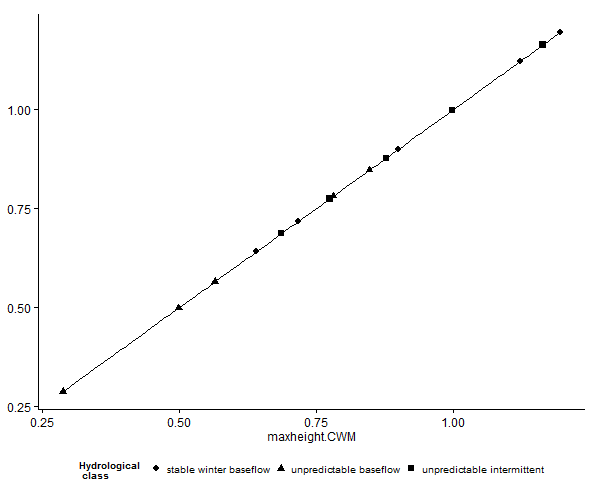 1.00
0.75
0.50
0.25
0.25 0.50 0.75 1.00
maxheight.CWM
Hydrological
class
stable winter baseflow unpredictable baseflow unpredictable intermittent